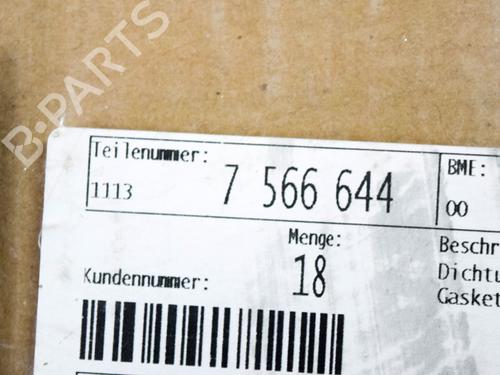 B-PARTS
Teilenummer:
1113 7 566 644
BME:
00
Menge:
18
Kundennummer:
Beschr
Dichtu
Gasket